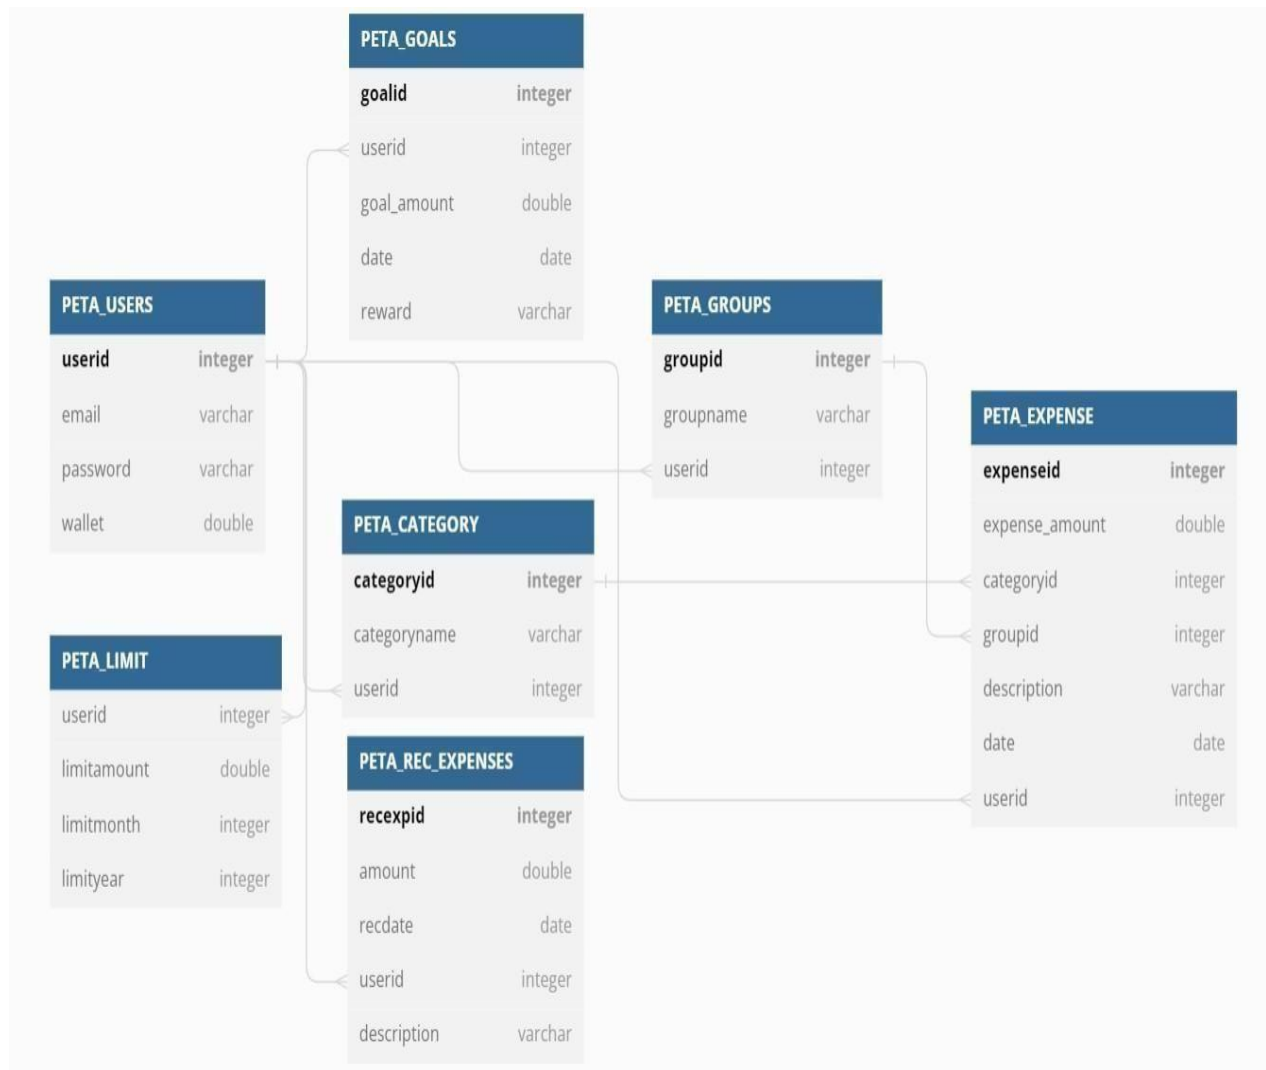 PETA_GOALS
goalid integer
userid integer
goal_amount double
date date
reward varchar
PETA_USERS
userid integer
email varchar
password varchar
wallet double
PETA_GROUPS
groupid integer
groupname varchar
userid integer
PETA_EXPENSE
expenseid integer
expense_amount double
categoryid integer
groupid integer
description varchar
date date
userid integer
PETA_CATEGORY
categoryid integer
categoryname varchar
userid integer
PETA_LIMIT
userid integer
limitamount double
limitmonth integer
limityear integer
PETA_REC_EXPENSES
recexpid integer
amount double
recdate date
userid integer
description varchar